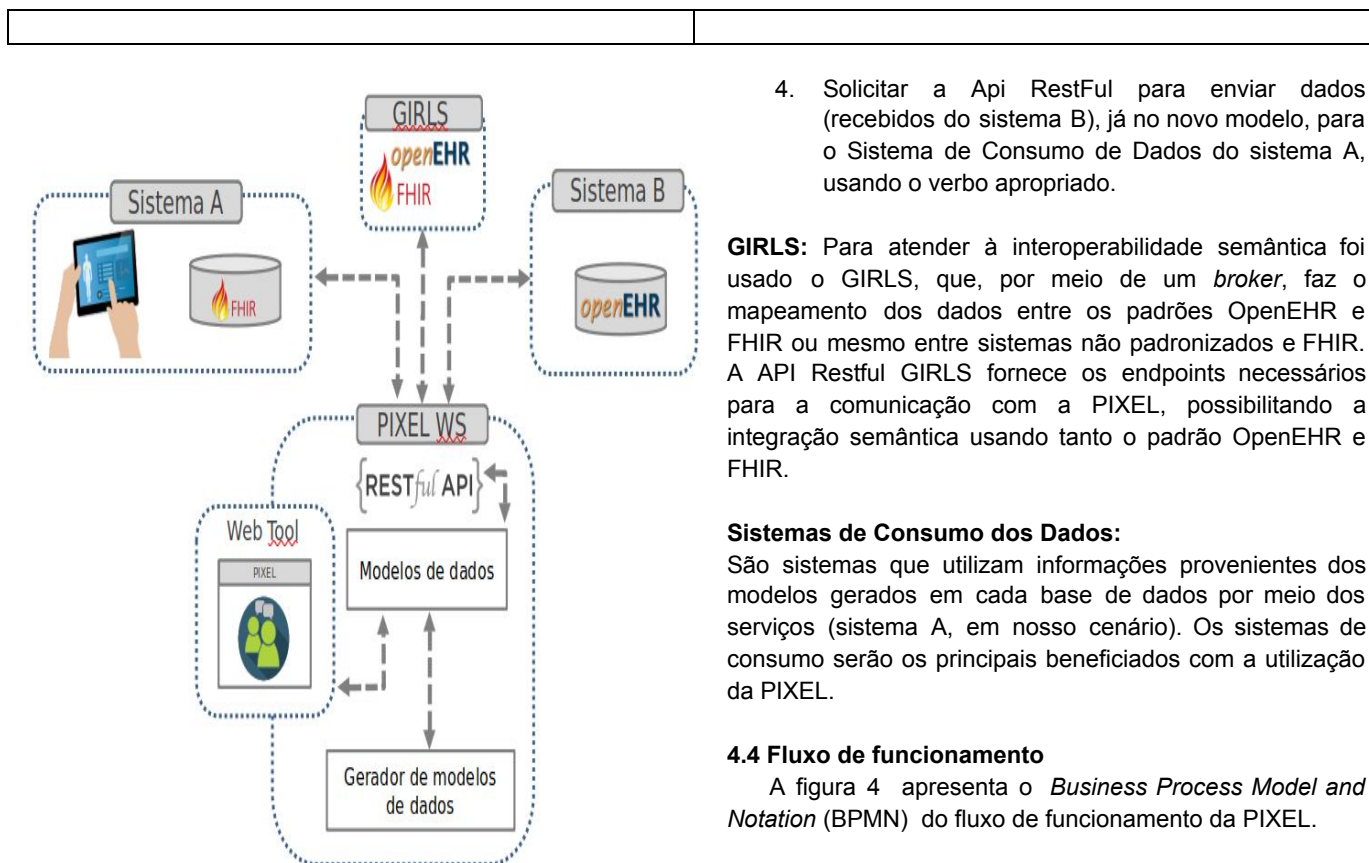 GIRLS
openEHR
FHIR
Sistema A
FHIR
Sistema B
openEHR
PIXEL WS
{RESTful API}
Web Tool
PIXEL
Modelos de dados
Gerador de modelos
de dados
4. Solicitar a Api RestFul para enviar dados
(recebidos do sistema B), já no novo modelo, para
o Sistema de Consumo de Dados do sistema A,
usando o verbo apropriado.
GIRLS: Para atender à interoperabilidade semântica foi
usado o GIRLS, que, por meio de um broker, faz o
mapeamento dos dados entre os padrões OpenEHR e
FHIR ou mesmo entre sistemas não padronizados e FHIR.
A API Restful GIRLS fornece os endpoints necessários
para a comunicação com a PIXEL, possibilitando a
integração semântica usando tanto o padrão OpenEHR e
FHIR.
Sistemas de Consumo dos Dados:
São sistemas que utilizam informações provenientes dos
modelos gerados em cada base de dados por meio dos
serviços (sistema A, em nosso cenário). Os sistemas de
consumo serão os principais beneficiados com a utilização
da PIXEL.
4.4 Fluxo de funcionamento
A figura 4 apresenta o Business Process Model and
Notation (BPMN) do fluxo de funcionamento da PIXEL.